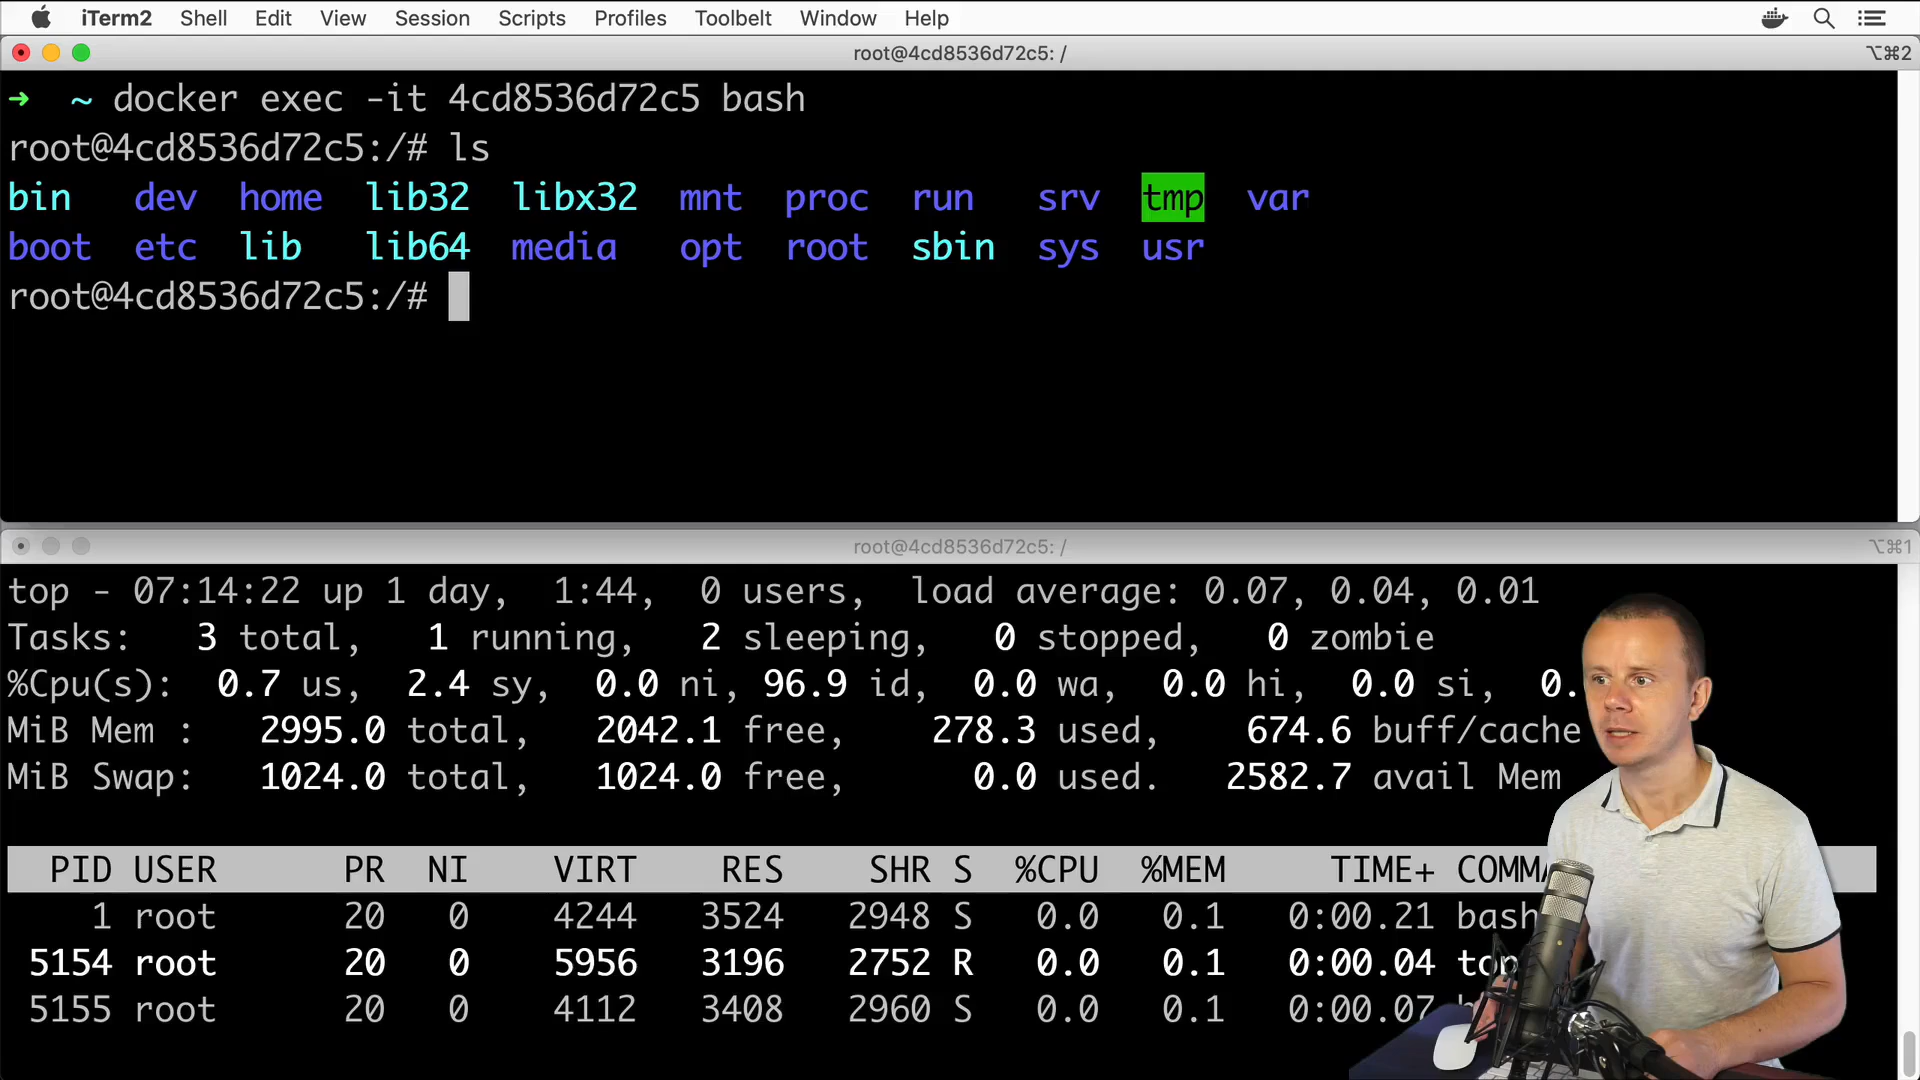 iTerm2 Shell Edit View Session Scripts Profiles Toolbelt Window Help
root@4cd8536d72c5: / ⌥⌘2
➜ ~ docker exec -it 4cd8536d72c5 bash
root@4cd8536d72c5:/# ls
bin dev home lib32 libx32 mnt proc run srv tmp var
boot etc lib lib64 media opt root sbin sys usr
root@4cd8536d72c5:/#
root@4cd8536d72c5: / ⌥⌘1
top - 07:14:22 up 1 day, 1:44, 0 users, load average: 0.07, 0.04, 0.01
Tasks: 3 total, 1 running, 2 sleeping, 0 stopped, 0 zombie
%Cpu(s): 0.7 us, 2.4 sy, 0.0 ni, 96.9 id, 0.0 wa, 0.0 hi, 0.0 si, 0.
MiB Mem : 2995.0 total, 2042.1 free, 278.3 used, 674.6 buff/cache
MiB Swap: 1024.0 total, 1024.0 free, 0.0 used. 2582.7 avail Mem
PID USER PR NI VIRT RES SHR S %CPU %MEM TIME+
1 root 20 0 4244 3524 2948 S 0.0 0.1 0:00.21 bash
5154 root 20 0 5956 3196 2752 R 0.0 0.1 0:00.04 top
5155 root 20 0 4112 3408 2960 S 0.0 0.1 0:00.07